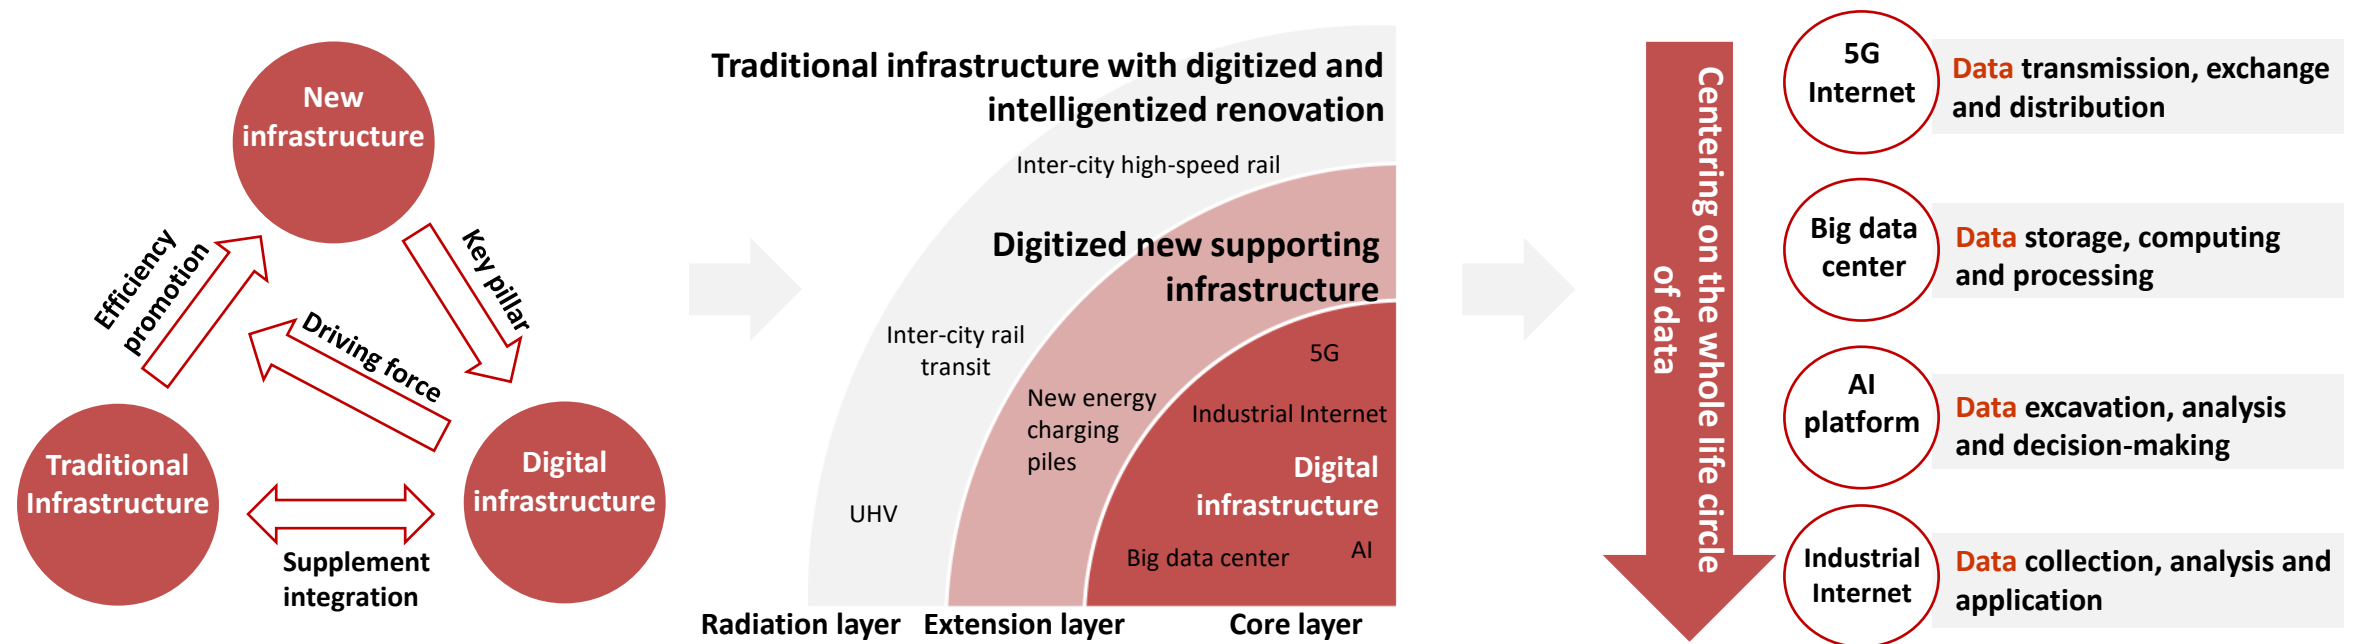 New
infrastructure
Efficiency
promotion
Key pillar
Driving force
Traditional
Infrastructure
Digital
infrastructure
Supplement
integration
Traditional infrastructure with digitized and
intelligentized renovation
Inter-city high-speed rail
Digitized new supporting
infrastructure
Inter-city rail
transit
5G
New energy
charging
piles
Industrial Internet
Digital
infrastructure
UHV
Big data center
AI
Radiation layer
Extension layer
Core layer
Centering on the whole life circle
of data
5G
Internet
Data transmission, exchange
and distribution
Big data
center
Data storage, computing
and processing
AI
platform
Data excavation, analysis
and decision-making
Industrial
Internet
Data collection, analysis and
application